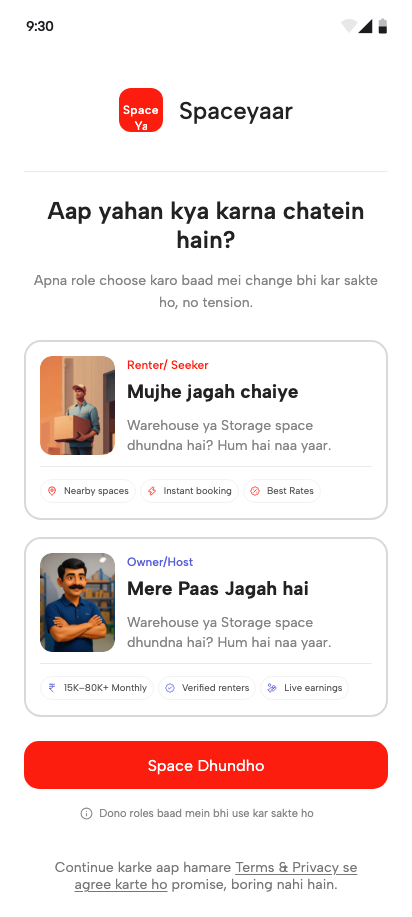 9:30
Space
Ya
Spaceyaar
Aap yahan kya karna chatein
hain?
Apna role choose karo baad mei change bhi kar sakte
ho, no tension.
Renter/ Seeker
Mujhe jagah chaiye
Warehouse ya Storage space
dhundna hai? Hum hai naa yaar.
Nearby spaces
Instant booking
Best Rates
Owner/Host
Mere Paas Jagah hai
Warehouse ya Storage space
dhundna hai? Hum hai naa yaar.
₹ 15K–80K+ Monthly
Verified renters
Live earnings
Space Dhundho
Dono roles baad mein bhi use kar sakte ho
Continue karke aap hamare Terms & Privacy se
agree karte ho promise, boring nahi hain.